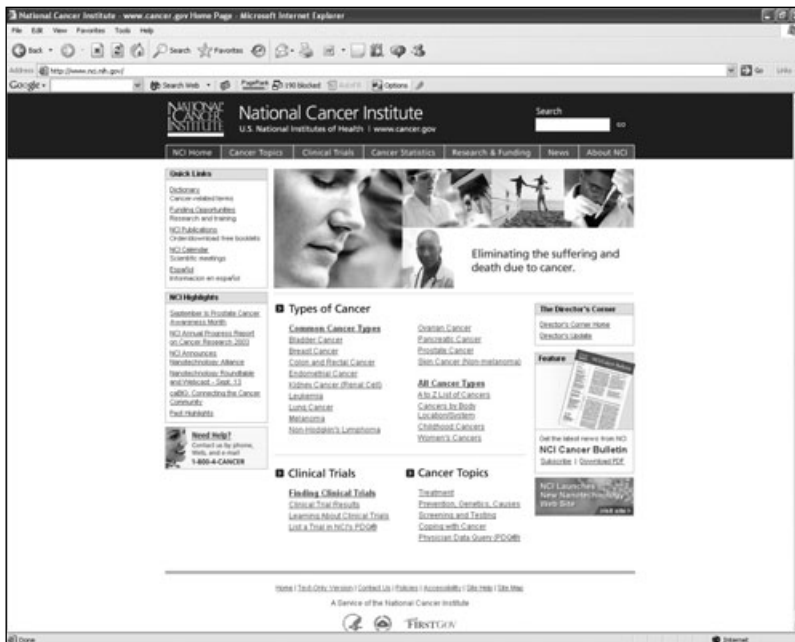 National Cancer Institute - www.cancer.gov Home Page - Microsoft Internet Explorer
File Edit View Favorites Tools Help
Back Search Favorites
Address http://www.nci.nih.gov/ Go Links
Google Search Web PageRank 190 blocked AutoFill Options
NATIONAL CANCER INSTITUTE
National Cancer Institute
U.S. National Institutes of Health | www.cancer.gov
Search
GO
NCI Home Cancer Topics Clinical Trials Cancer Statistics Research & Funding News About NCI
Quick Links
Dictionary
Cancer-related terms
Funding Opportunities
Research and training
NCI Publications
Order/download free booklets
NCI Calendar
Scientific meetings
Español
Informacion en español
NCI Highlights
September is Prostate Cancer
Awareness Month
NCI Annual Progress Report
on Cancer Research 2003
NCI Announces
Nanotechnology Alliance
Nanotechnology Roundtable
and Webcast - Sept. 13
caBIG: Connecting the Cancer
Community
Past Highlights
Need Help?
Contact us by phone,
Web, and e-mail
1-800-4-CANCER
Eliminating the suffering and
death due to cancer.
Types of Cancer
Common Cancer Types
Bladder Cancer
Breast Cancer
Colon and Rectal Cancer
Endometrial Cancer
Kidney Cancer (Renal Cell)
Leukemia
Lung Cancer
Melanoma
Non-Hodgkin's Lymphoma
Ovarian Cancer
Pancreatic Cancer
Prostate Cancer
Skin Cancer (Non-melanoma)
All Cancer Types
A to Z List of Cancers
Cancers by Body
Location/System
Childhood Cancers
Women's Cancers
Clinical Trials
Finding Clinical Trials
Clinical Trial Results
Learning About Clinical Trials
List a Trial in NCI's PDQ®
Cancer Topics
Treatment
Prevention, Genetics, Causes
Screening and Testing
Coping with Cancer
Physician Data Query (PDQ®)
The Director's Corner
Director's Corner Home
Director's Update
Feature
NCI Cancer Bulletin
Get the latest news from NCI
NCI Cancer Bulletin
Subscribe | Download PDF
NCI Launches
New Nanotechnology
Web Site
visit site >
Home | Text-Only Version | Contact Us | Policies | Accessibility | Site Help | Site Map
A Service of the National Cancer Institute
FIRSTGOV
Done Internet